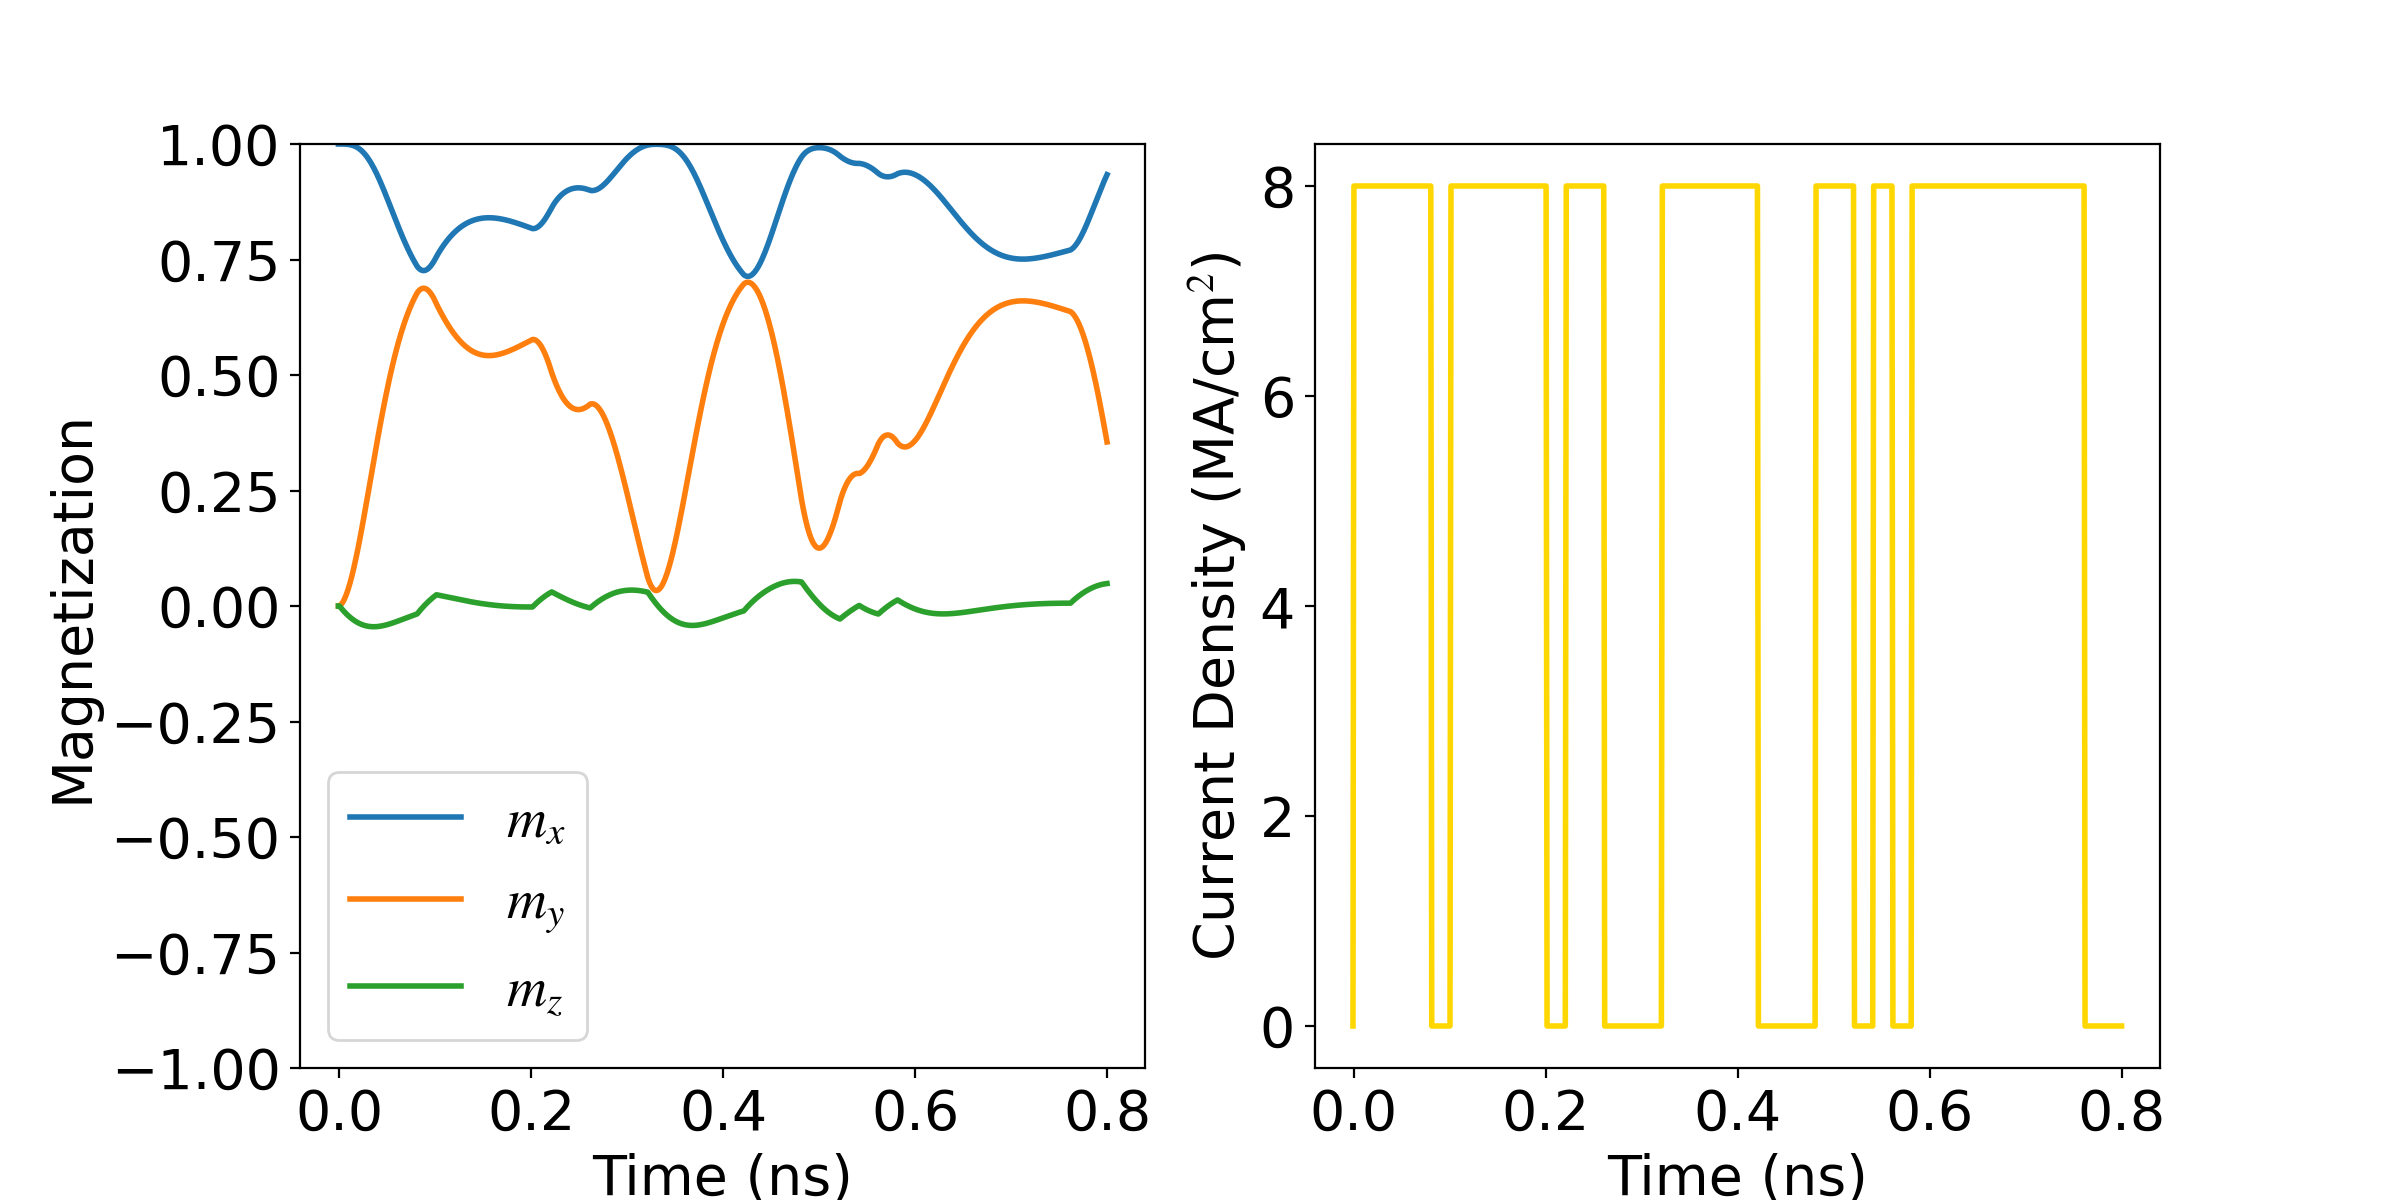 Magnetization
1.00
0.75
0.50
0.25
0.00
−0.25
−0.50
−0.75
−1.00
0.0 0.2 0.4 0.6 0.8
Time (ns)
m_x
m_y
m_z
Current Density (MA/cm²)
8
6
4
2
0
0.0 0.2 0.4 0.6 0.8
Time (ns)